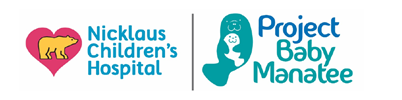 Nicklaus
Children's
Hospital
Project
Baby
Manatee